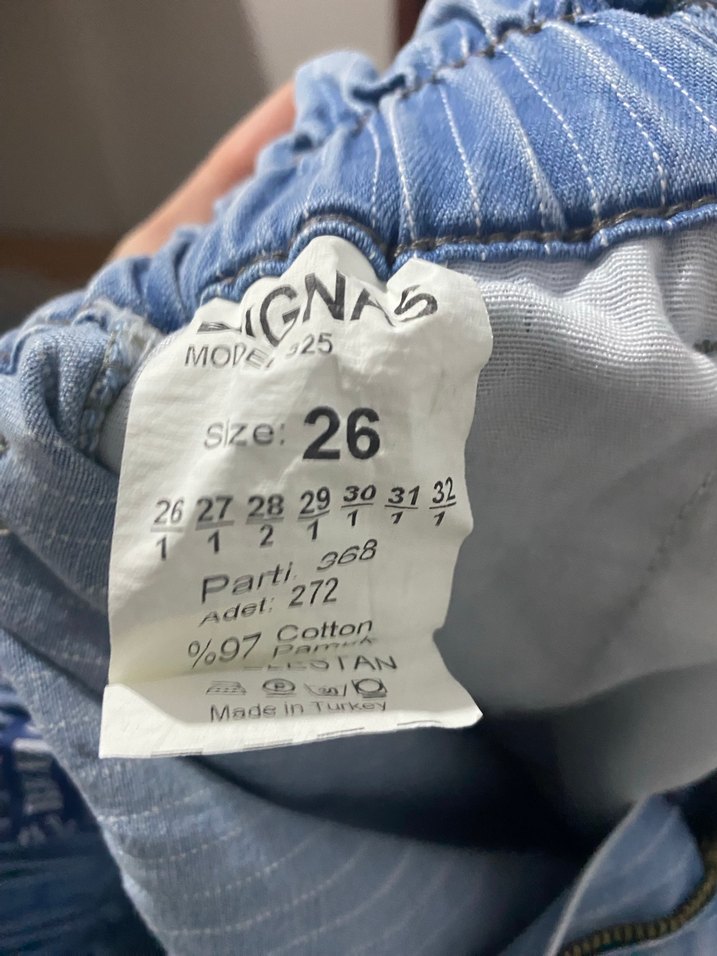 size: 26
26 27 28 29 30 31 32
1 1 2 1 1 1 1
Parti. 368
Adet: 272
%97 Cotton
Pamuk
Made in Turkey